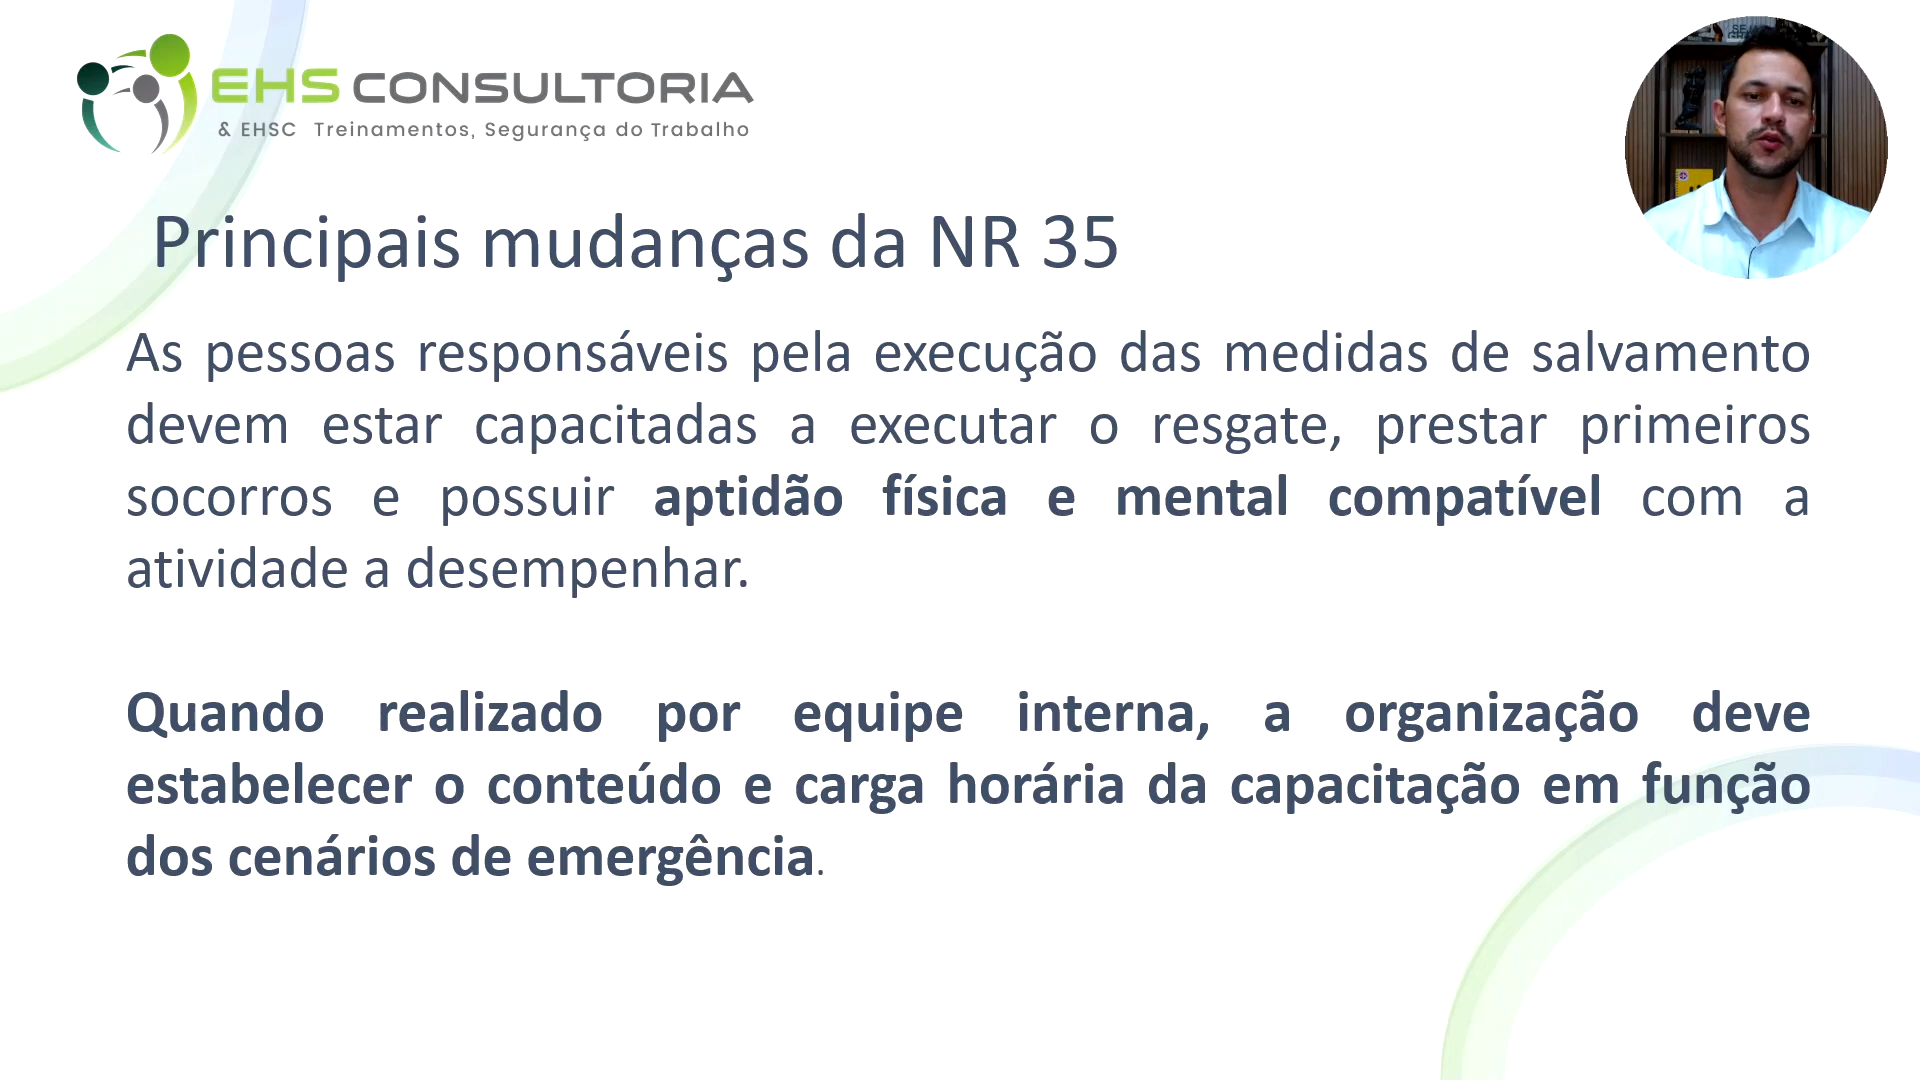 EHS CONSULTORIA
& EHSC Treinamentos, Segurança do Trabalho
Principais mudanças da NR 35
As pessoas responsáveis pela execução das medidas de salvamento
devem estar capacitadas a executar o resgate, prestar primeiros
socorros e possuir aptidão física e mental compatível com a
atividade a desempenhar.
Quando realizado por equipe interna, a organização deve
estabelecer o conteúdo e carga horária da capacitação em função
dos cenários de emergência.